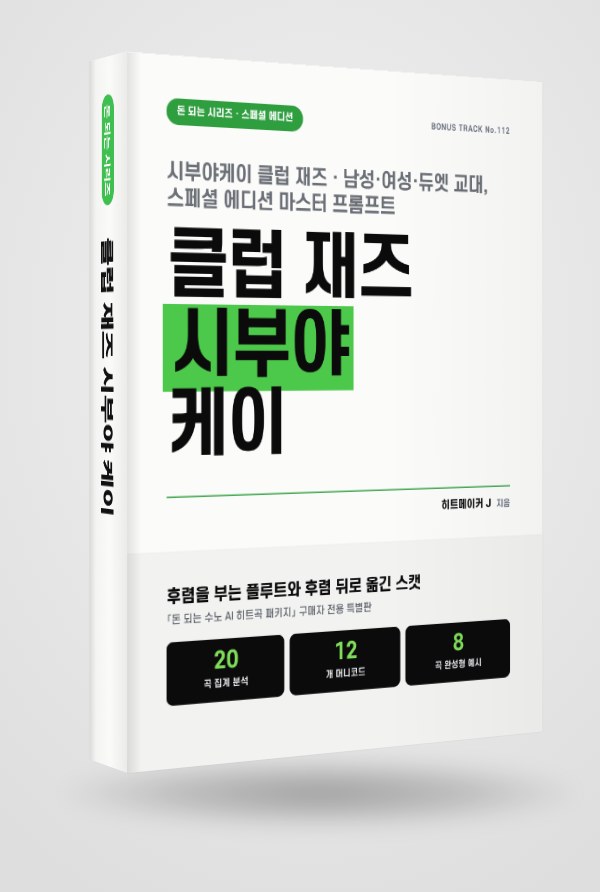 돈 되는 시리즈
클럽 재즈 시부야 케이
돈 되는 시리즈 · 스페셜 에디션
BONUS TRACK No.112
시부야케이 클럽 재즈 · 남성·여성·듀엣 교대,
스페셜 에디션 마스터 프롬프트
클럽 재즈
시부야
케이
히트메이커 J 지음
후렴을 부는 플루트와 후렴 뒤로 옮긴 스캣
『돈 되는 수노 AI 히트곡 패키지』 구매자 전용 특별판
20
곡 집계 분석
12
개 머니코드
8
곡 완성형 예시